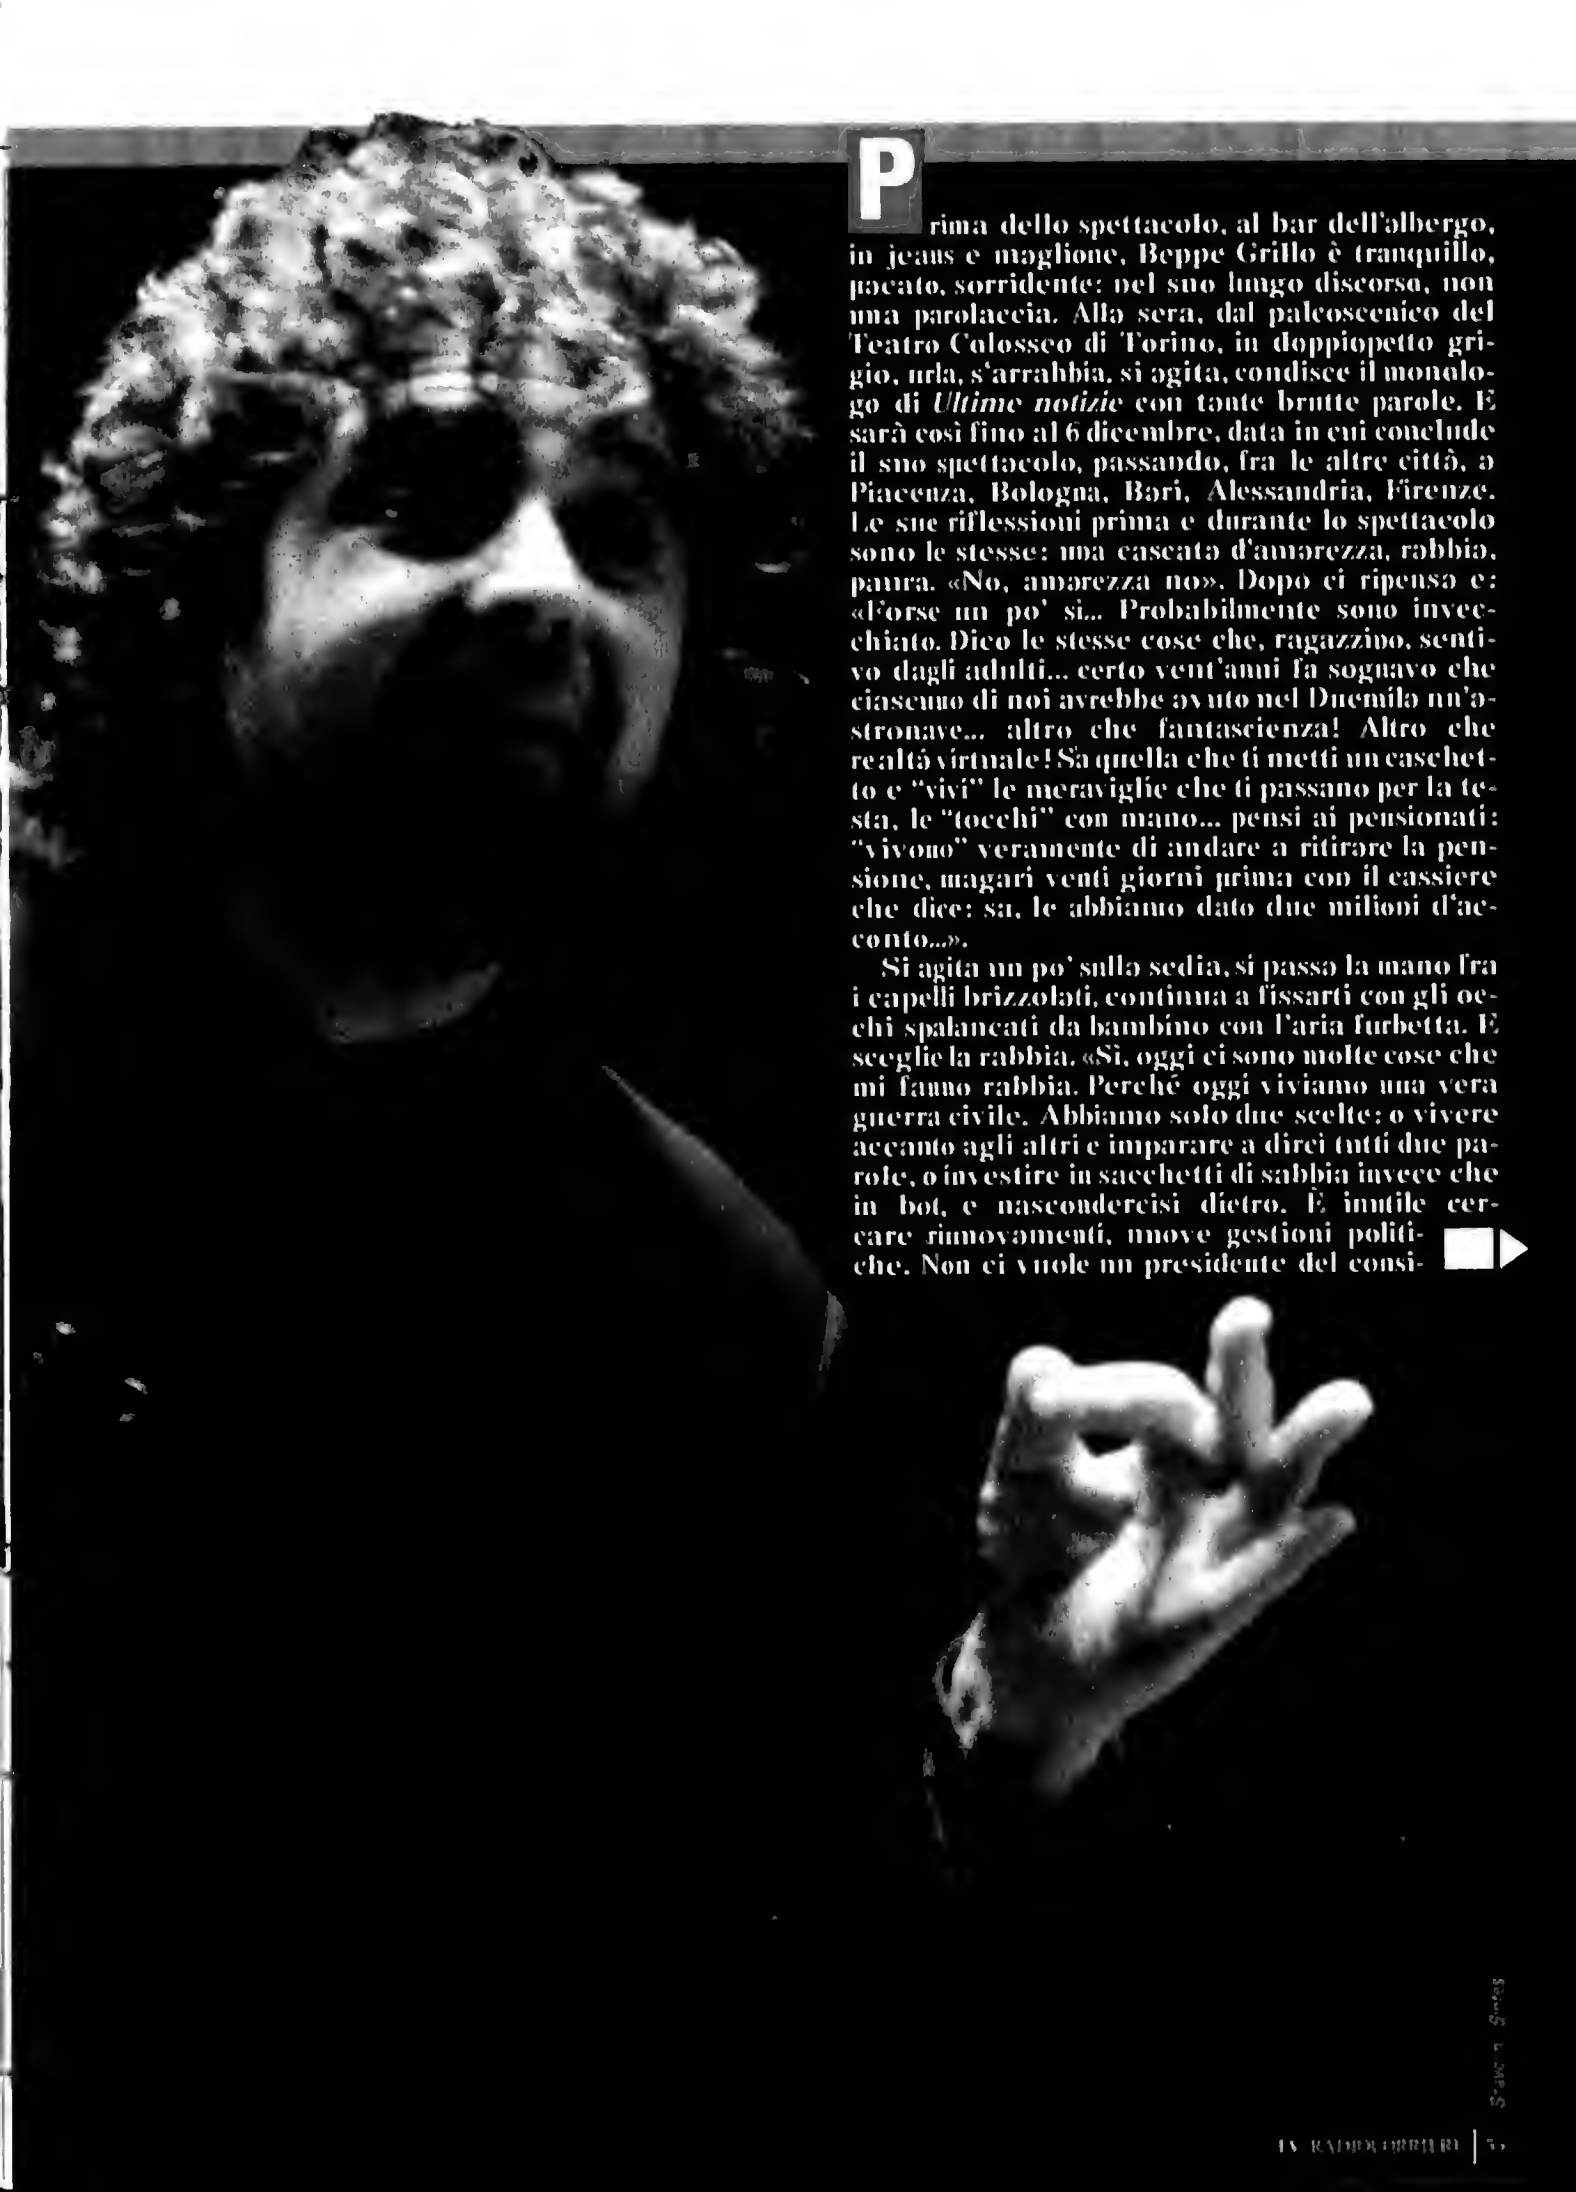 Prima dello spettacolo, al bar dell'albergo,
in jeans e maglione, Beppe Grillo è tranquillo,
pacato, sorridente: nel suo lungo discorso, non
una parolaccia. Alla sera, dal palcoscenico del
Teatro Colosseo di Torino, in doppiopetto gri-
gio, urla, s'arrabbia, si agita, condisce il monolo-
go di Ultime notizie con tante brutte parole. E
sarà così fino al 6 dicembre, data in cui conclude
il suo spettacolo, passando, fra le altre città, a
Piacenza, Bologna, Bari, Alessandria, Firenze.
Le sue riflessioni prima e durante lo spettacolo
sono le stesse: una cascata d'amarezza, rabbia,
paura. «No, amarezza no». Dopo ci ripensa e:
«Forse un po' sì... Probabilmente sono invec-
chiato. Dico le stesse cose che, ragazzino, senti-
vo dagli adulti... certo vent'anni fa sognavo che
ciascuno di noi avrebbe avuto nel Duemila un'a-
stronave... altro che fantascienza! Altro che
realtà virtuale! Sa quella che ti metti un caschet-
to e "vivi" le meraviglie che ti passano per la te-
sta, le "tocchi" con mano... pensi ai pensionati:
"vivono" veramente di andare a ritirare la pen-
sione, magari venti giorni prima con il cassiere
che dice: sa, le abbiamo dato due milioni d'ac-
conto...».
Si agita un po' sulla sedia, si passa la mano fra
i capelli brizzolati, continua a fissarti con gli oc-
chi spalancati da bambino con l'aria furbetta. E
sceglie la rabbia. «Sì, oggi ci sono molte cose che
mi fanno rabbia. Perché oggi viviamo una vera
guerra civile. Abbiamo solo due scelte: o vivere
accanto agli altri e imparare a dirci tutti due pa-
role, o investire in sacchetti di sabbia invece che
in bot, e nascondercisi dietro. È inutile cer-
care rinnovamenti, nuove gestioni politi-
che. Non ci vuole un presidente del consi-
TV RADIOCORRIERE